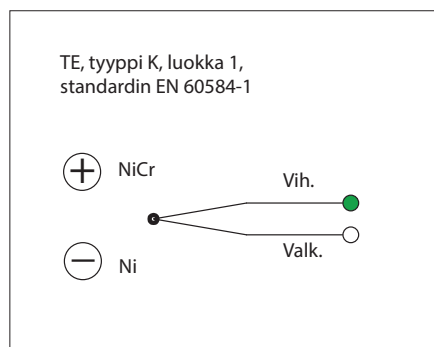 TE, tyyppi K, luokka 1,
standardin EN 60584-1
+ NiCr
Vih.
− Ni
Valk.